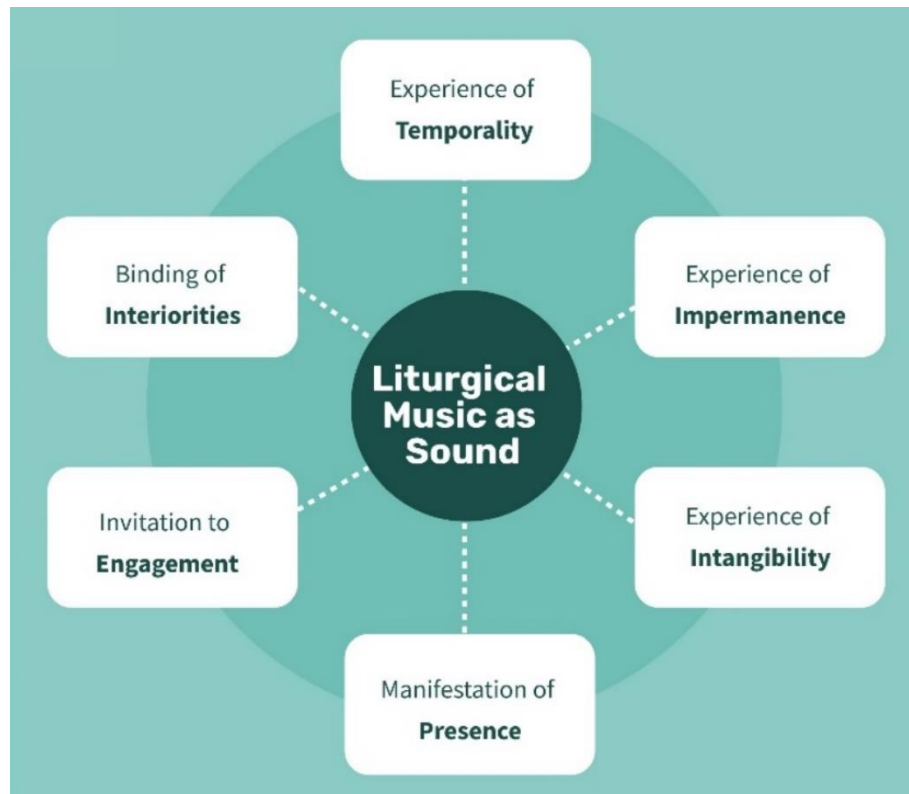 Experience of
Temporality
Binding of
Interiorities
Experience of
Impermanence
Liturgical
Music as
Sound
Invitation to
Engagement
Experience of
Intangibility
Manifestation of
Presence